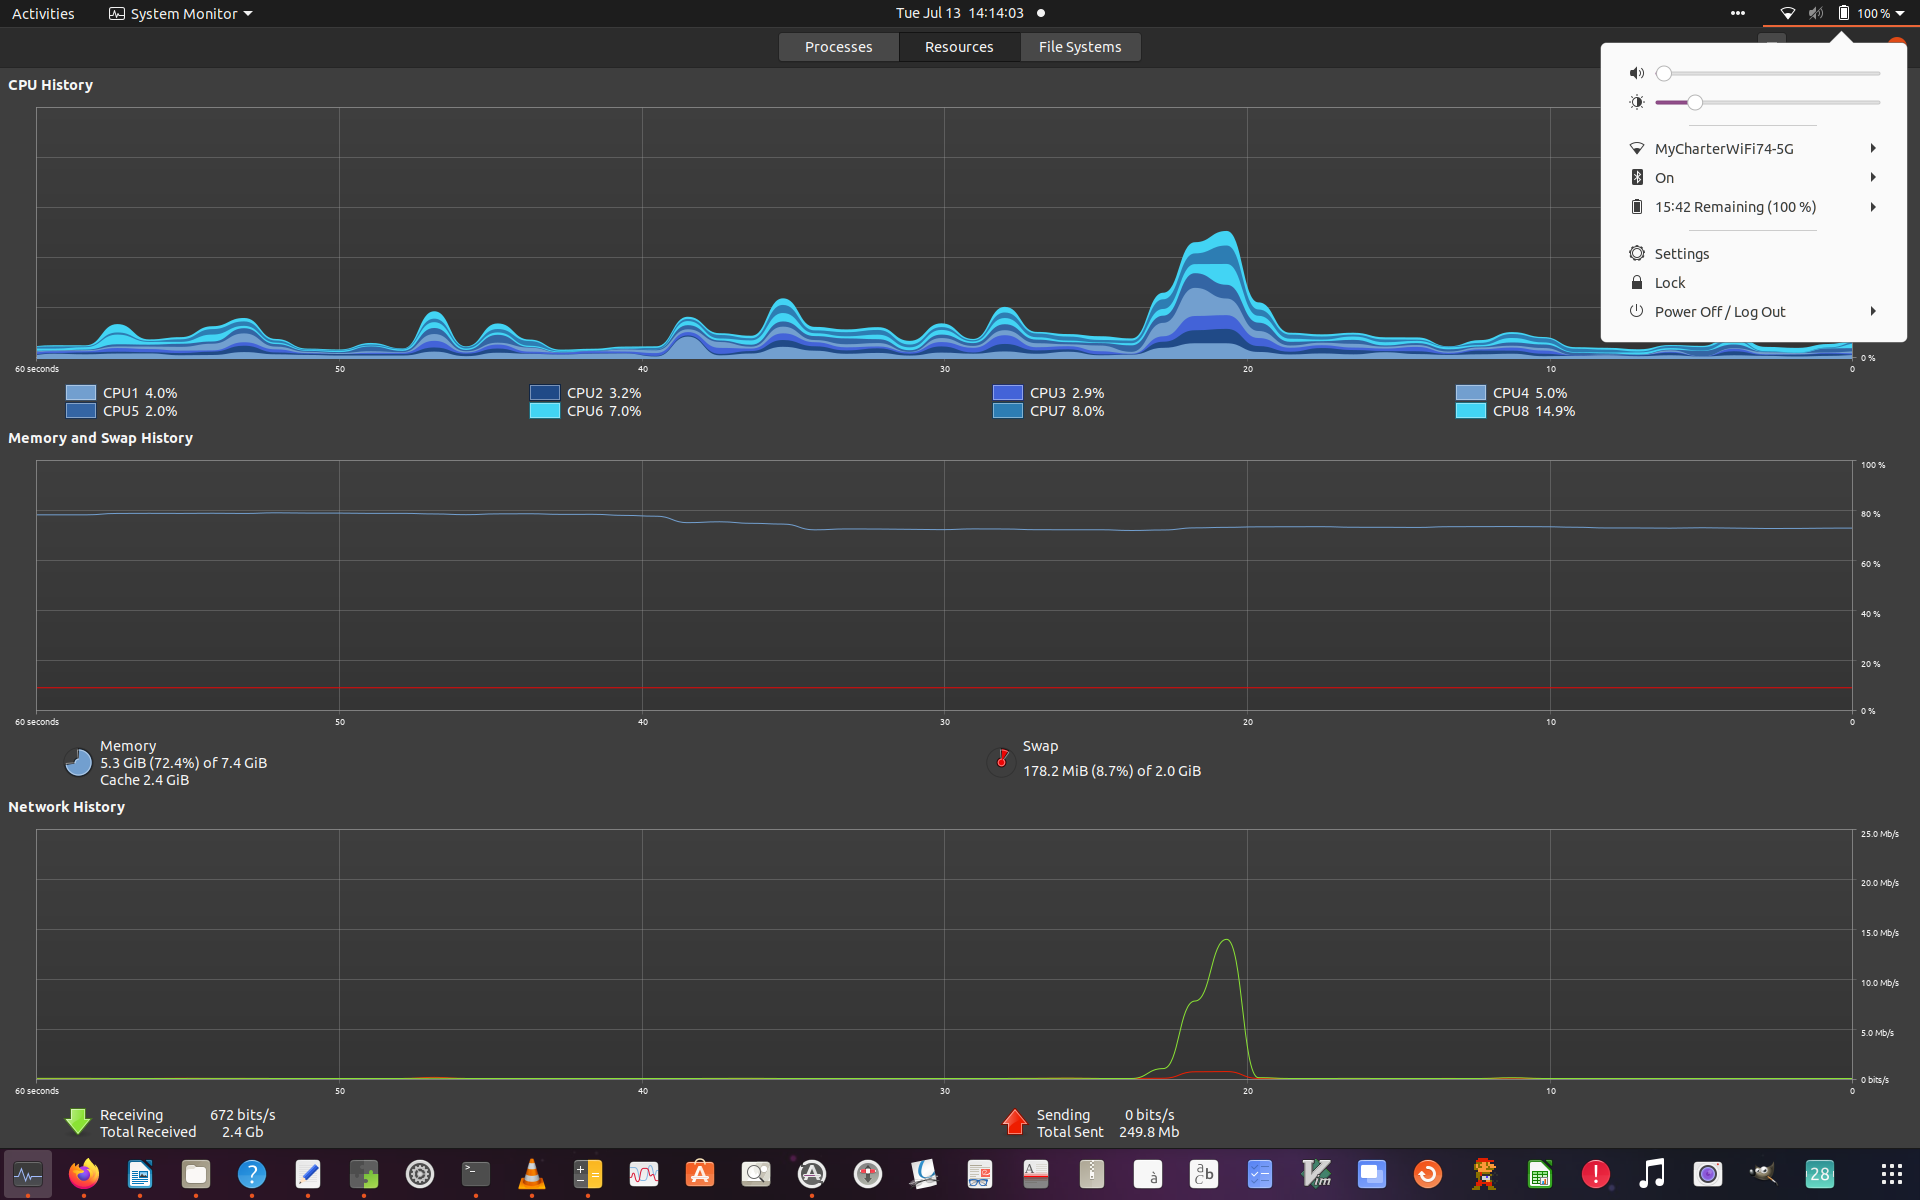 Activities
System Monitor
Tue Jul 13 14:14:03
100 %
Processes
Resources
File Systems
MyCharterWiFi74-5G
On
15:42 Remaining (100 %)
Settings
Lock
Power Off / Log Out
CPU History
0 %
60 seconds 50 40 30 20 10 0
CPU1 4.0% CPU2 3.2% CPU3 2.9% CPU4 5.0%
CPU5 2.0% CPU6 7.0% CPU7 8.0% CPU8 14.9%
Memory and Swap History
100 %
80 %
60 %
40 %
20 %
0 %
60 seconds 50 40 30 20 10 0
Memory
5.3 GiB (72.4%) of 7.4 GiB
Cache 2.4 GiB
Swap
178.2 MiB (8.7%) of 2.0 GiB
Network History
25.0 Mb/s
20.0 Mb/s
15.0 Mb/s
10.0 Mb/s
5.0 Mb/s
0 bits/s
60 seconds 50 40 30 20 10 0
Receiving 672 bits/s
Total Received 2.4 Gb
Sending 0 bits/s
Total Sent 249.8 Mb
28